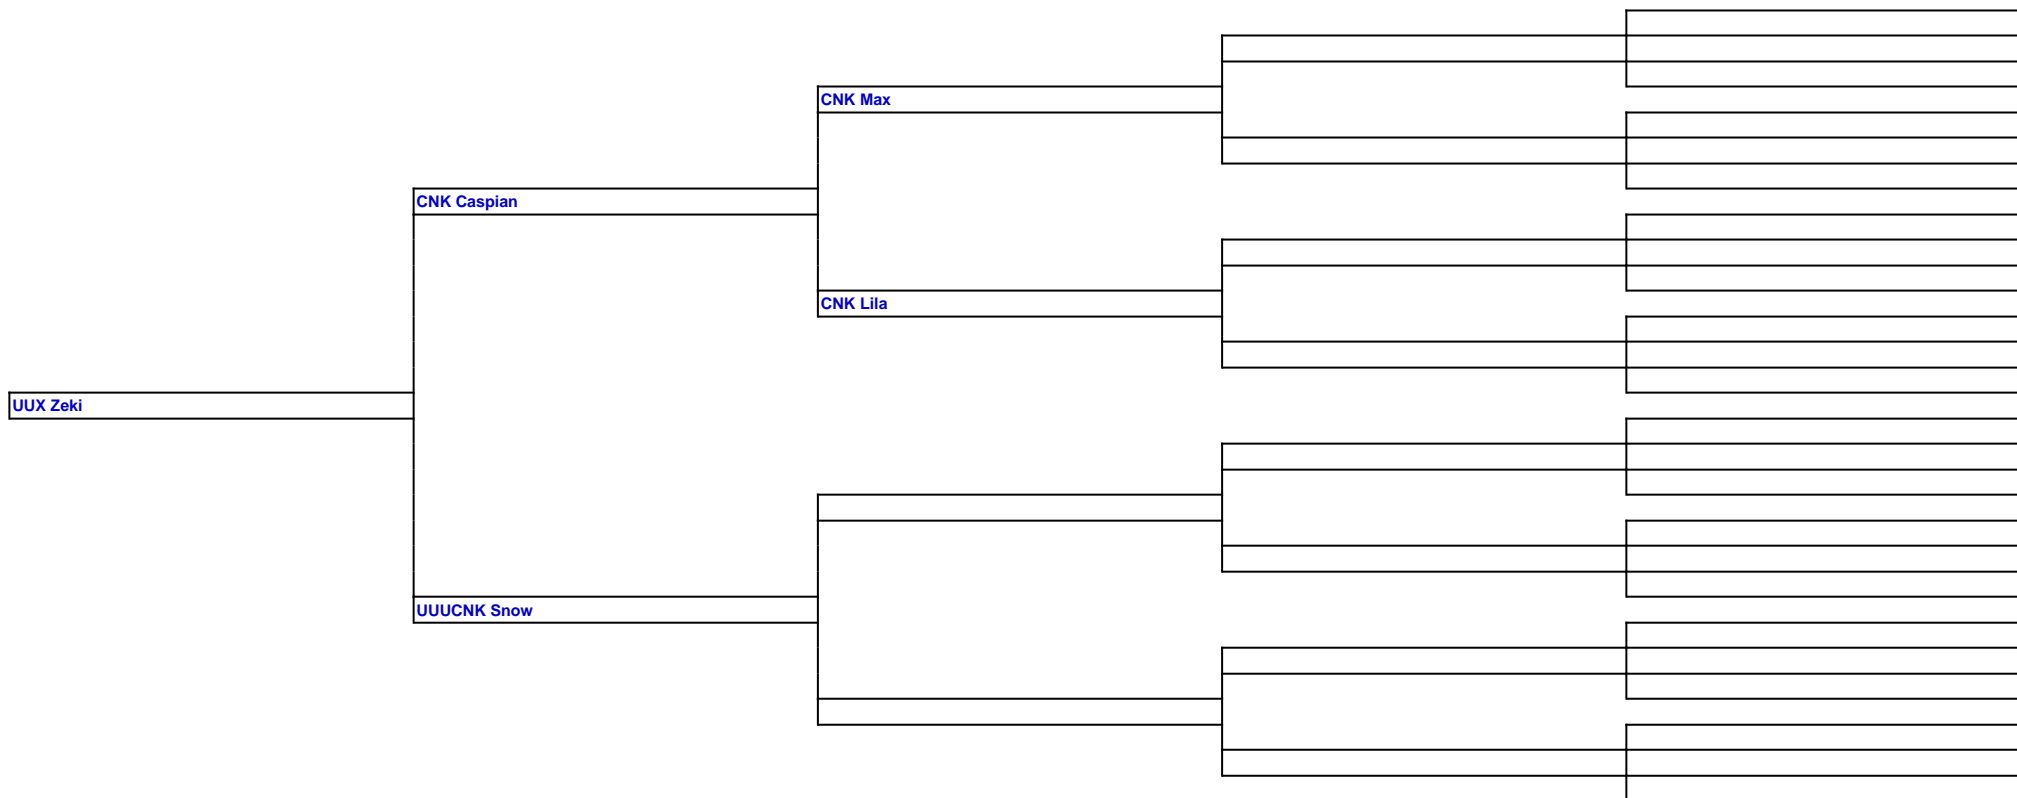 CNK Max
CNK Caspian
CNK Lila
UUX Zeki
UUUCNK Snow